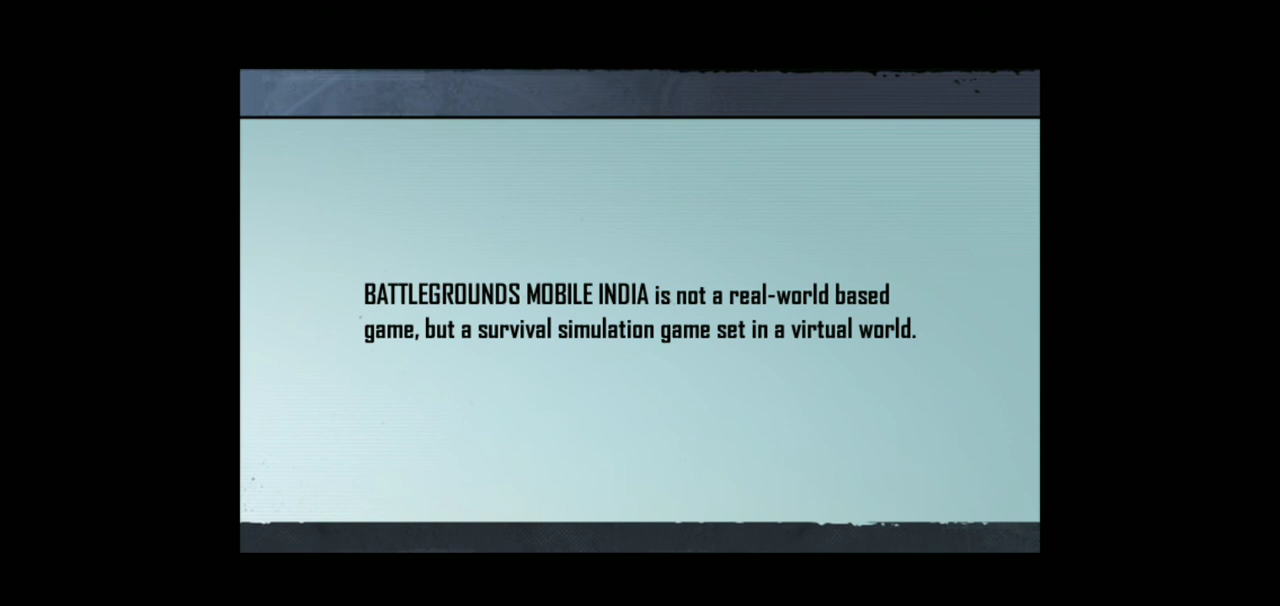 BATTLEGROUNDS MOBILE INDIA is not a real-world based
game, but a survival simulation game set in a virtual world.